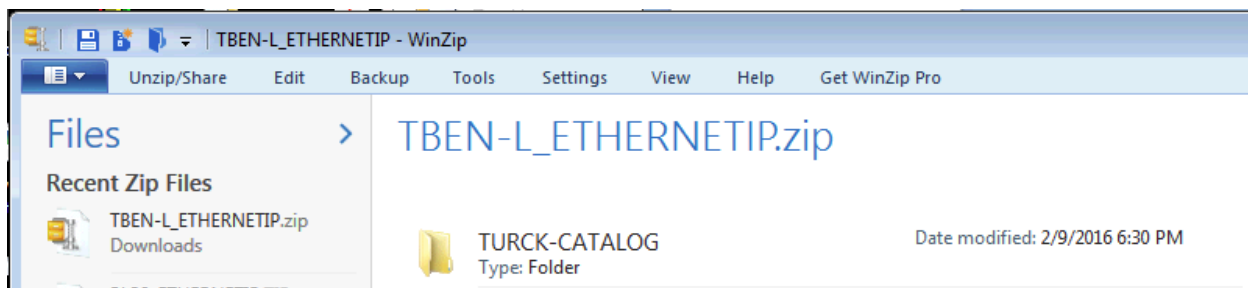 TBEN-L_ETHERNETIP - WinZip
Unzip/Share Edit Backup Tools Settings View Help Get WinZip Pro
Files
TBEN-L_ETHERNETIP.zip
Recent Zip Files
TBEN-L_ETHERNETIP.zip
Downloads
TURCK-CATALOG
Date modified: 2/9/2016 6:30 PM
Type: Folder